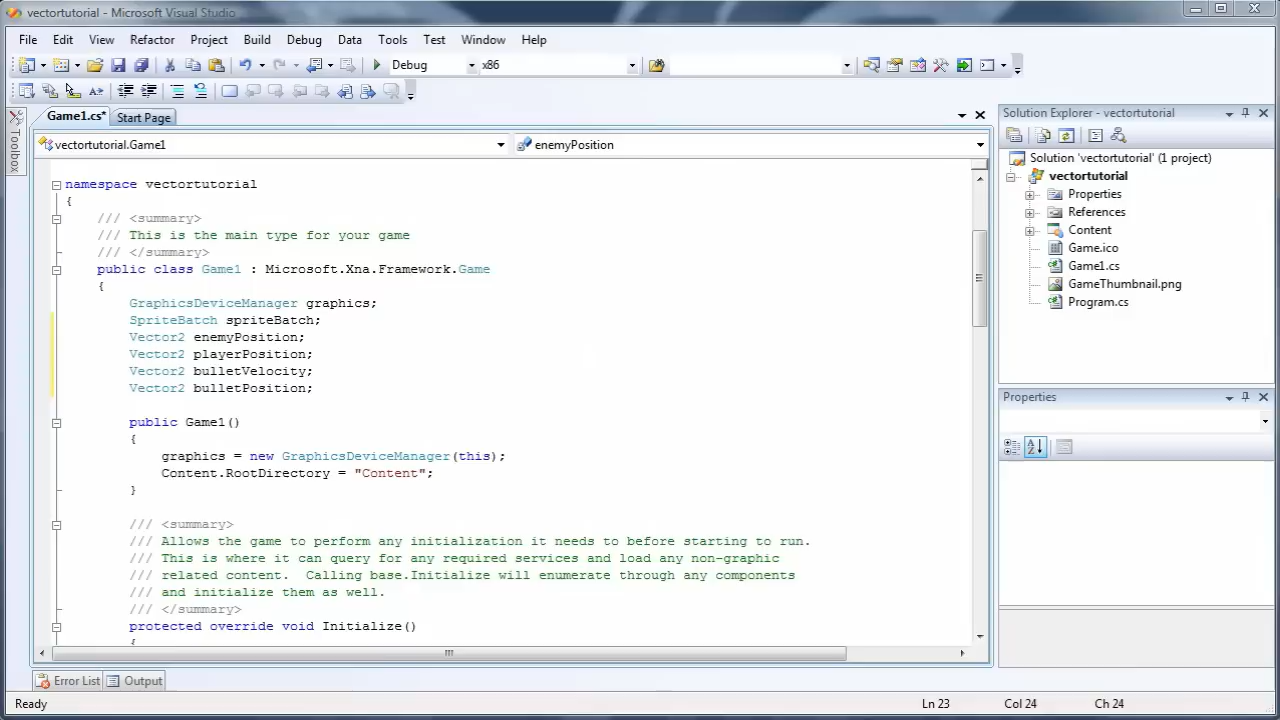 vectortutorial - Microsoft Visual Studio
File Edit View Refactor Project Build Debug Data Tools Test Window Help
Debug x86
Game1.cs* Start Page
Toolbox
vectortutorial.Game1 enemyPosition
namespace vectortutorial
{
/// <summary>
/// This is the main type for your game
/// </summary>
public class Game1 : Microsoft.Xna.Framework.Game
{
GraphicsDeviceManager graphics;
SpriteBatch spriteBatch;
Vector2 enemyPosition;
Vector2 playerPosition;
Vector2 bulletVelocity;
Vector2 bulletPosition;
public Game1()
{
graphics = new GraphicsDeviceManager(this);
Content.RootDirectory = "Content";
}
/// <summary>
/// Allows the game to perform any initialization it needs to before starting to run.
/// This is where it can query for any required services and load any non-graphic
/// related content.  Calling base.Initialize will enumerate through any components
/// and initialize them as well.
/// </summary>
protected override void Initialize()
{
Solution Explorer - vectortutorial
Solution 'vectortutorial' (1 project)
vectortutorial
Properties
References
Content
Game.ico
Game1.cs
GameThumbnail.png
Program.cs
Properties
Error List Output
Ready Ln 23 Col 24 Ch 24